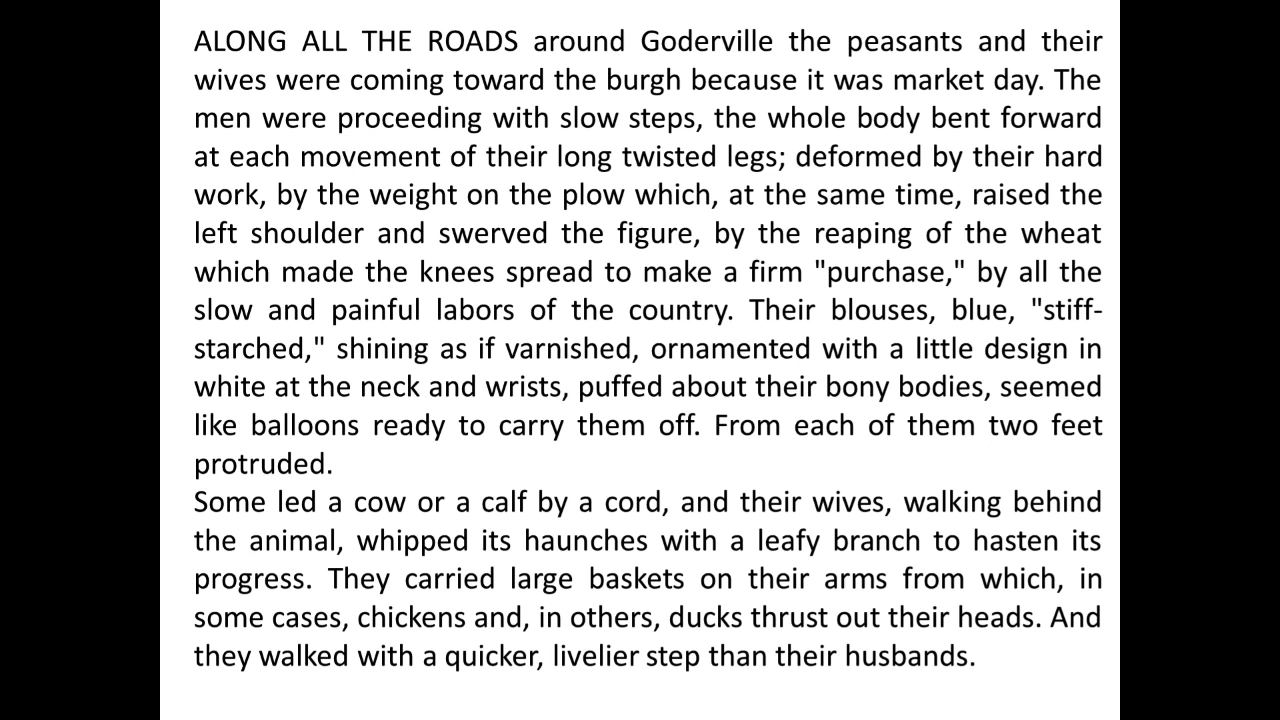 ALONG ALL THE ROADS around Goderville the peasants and their
wives were coming toward the burgh because it was market day. The
men were proceeding with slow steps, the whole body bent forward
at each movement of their long twisted legs; deformed by their hard
work, by the weight on the plow which, at the same time, raised the
left shoulder and swerved the figure, by the reaping of the wheat
which made the knees spread to make a firm "purchase," by all the
slow and painful labors of the country. Their blouses, blue, "stiff-
starched," shining as if varnished, ornamented with a little design in
white at the neck and wrists, puffed about their bony bodies, seemed
like balloons ready to carry them off. From each of them two feet
protruded.
Some led a cow or a calf by a cord, and their wives, walking behind
the animal, whipped its haunches with a leafy branch to hasten its
progress. They carried large baskets on their arms from which, in
some cases, chickens and, in others, ducks thrust out their heads. And
they walked with a quicker, livelier step than their husbands.